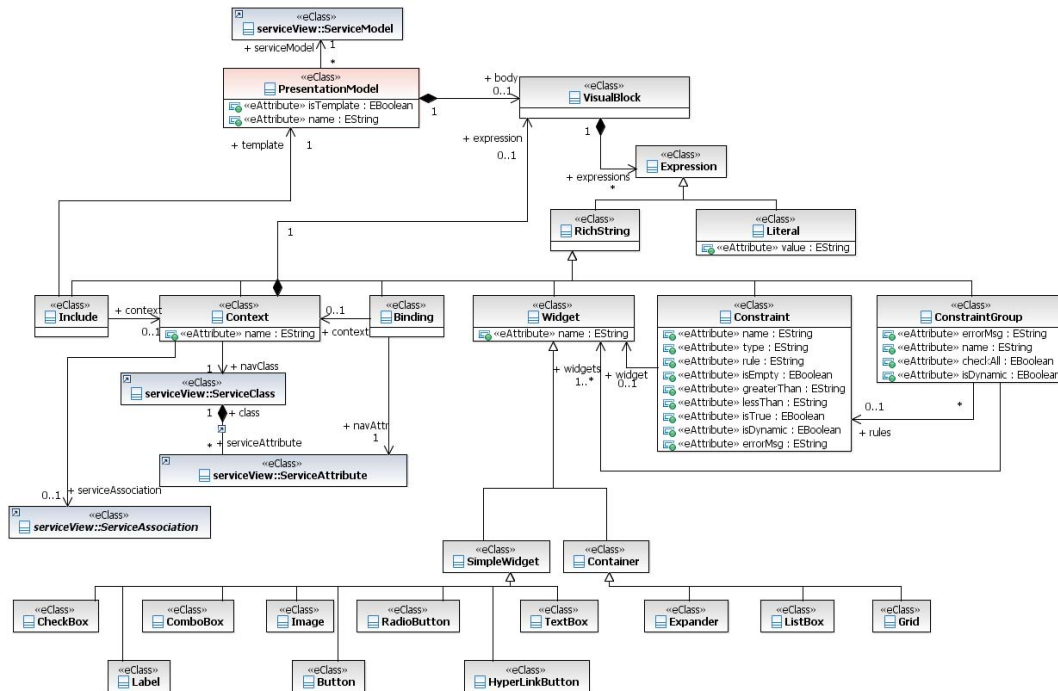 «eClass»
serviceView::ServiceModel
+ serviceModel 1
*
«eClass»
PresentationModel
«eAttribute» isTemplate : EBoolean
«eAttribute» name : EString
1
+ body
0..1
«eClass»
VisualBlock
1
+ template
1
+ expression
0..1
+ expressions
*
«eClass»
Expression
«eClass»
RichString
«eClass»
Literal
«eAttribute» value : EString
1
«eClass»
Include
+ context
0..1
«eClass»
Context
«eAttribute» name : EString
0..1
+ context
«eClass»
Binding
«eClass»
Widget
«eAttribute» name : EString
«eClass»
Constraint
«eAttribute» name : EString
«eAttribute» type : EString
«eAttribute» rule : EString
«eAttribute» isEmpty : EBoolean
«eAttribute» greaterThan : EString
«eAttribute» lessThan : EString
«eAttribute» isTrue : EBoolean
«eAttribute» isDynamic : EBoolean
«eAttribute» errorMsg : EString
«eClass»
ConstraintGroup
«eAttribute» errorMsg : EString
«eAttribute» name : EString
«eAttribute» checkAll : EBoolean
«eAttribute» isDynamic : EBoolean
+ widgets
1..*
+ widget
0..1
0..1
*
+ rules
+ navClass
1
«eClass»
serviceView::ServiceClass
1 + class
+ navAttr
1
* + serviceAttribute
«eClass»
serviceView::ServiceAttribute
+ serviceAssociation
0..1
«eClass»
serviceView::ServiceAssociation
«eClass»
SimpleWidget
«eClass»
Container
«eClass»
CheckBox
«eClass»
ComboBox
«eClass»
Image
«eClass»
RadioButton
«eClass»
TextBox
«eClass»
Expander
«eClass»
ListBox
«eClass»
Grid
«eClass»
Label
«eClass»
Button
«eClass»
HyperLinkButton